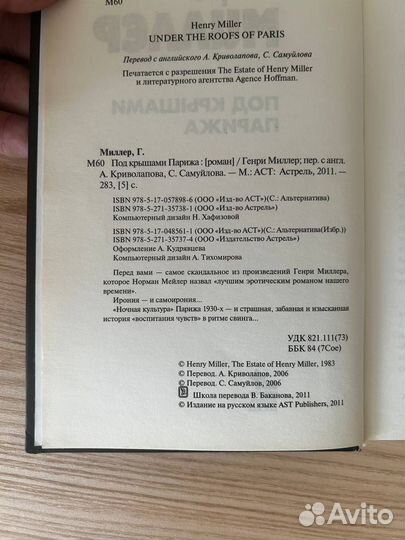 М60
Henry Miller
UNDER THE ROOFS OF PARIS
Перевод с английского А. Криволапова, С. Самуйлова
Печатается с разрешения The Estate of Henry Miller
и литературного агентства Agence Hoffman.
Миллер, Г.
М60 Под крышами Парижа : [роман] / Генри Миллер; пер. с англ.
А. Криволапова, С. Самуйлова. — М.: АСТ: Астрель, 2011. —
283, [5] с.
ISBN 978-5-17-057898-6 (ООО «Изд-во АСТ»)(С.: Альтернатива)
ISBN 978-5-271-35738-1 (ООО «Изд-во Астрель»)
Компьютерный дизайн Н. Хафизовой
ISBN 978-5-17-048561-1 (ООО «Изд-во АСТ»)(С.: Альтернатива(Избр.))
ISBN 978-5-271-35737-4 (ООО «Издательство Астрель»)
Оформление А. Кудрявцева
Компьютерный дизайн А. Тихомирова
Перед вами — самое скандальное из произведений Генри Миллера,
которое Норман Мейлер назвал «лучшим эротическим романом нашего
времени».
Ирония — и самоирония...
«Ночная культура» Парижа 1930-х — и страшная, забавная и изысканная
история «воспитания чувств» в ритме свинга...
УДК 821.111(73)
ББК 84 (7Сое)
© Henry Miller, The Estate of Henry Miller, 1983
© Перевод. А. Криволапов, 2006
© Перевод. С. Самуйлов, 2006
Школа перевода В. Баканова, 2011
© Издание на русском языке AST Publishers, 2011
Avito